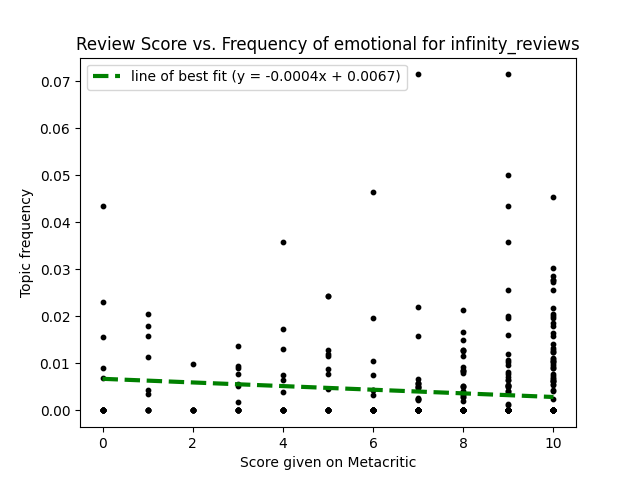 Review Score vs. Frequency of emotional for infinity_reviews
line of best fit (y = -0.0004x + 0.0067)
0.07
0.06
0.05
0.04
0.03
0.02
0.01
0.00
Topic frequency
0 2 4 6 8 10
Score given on Metacritic